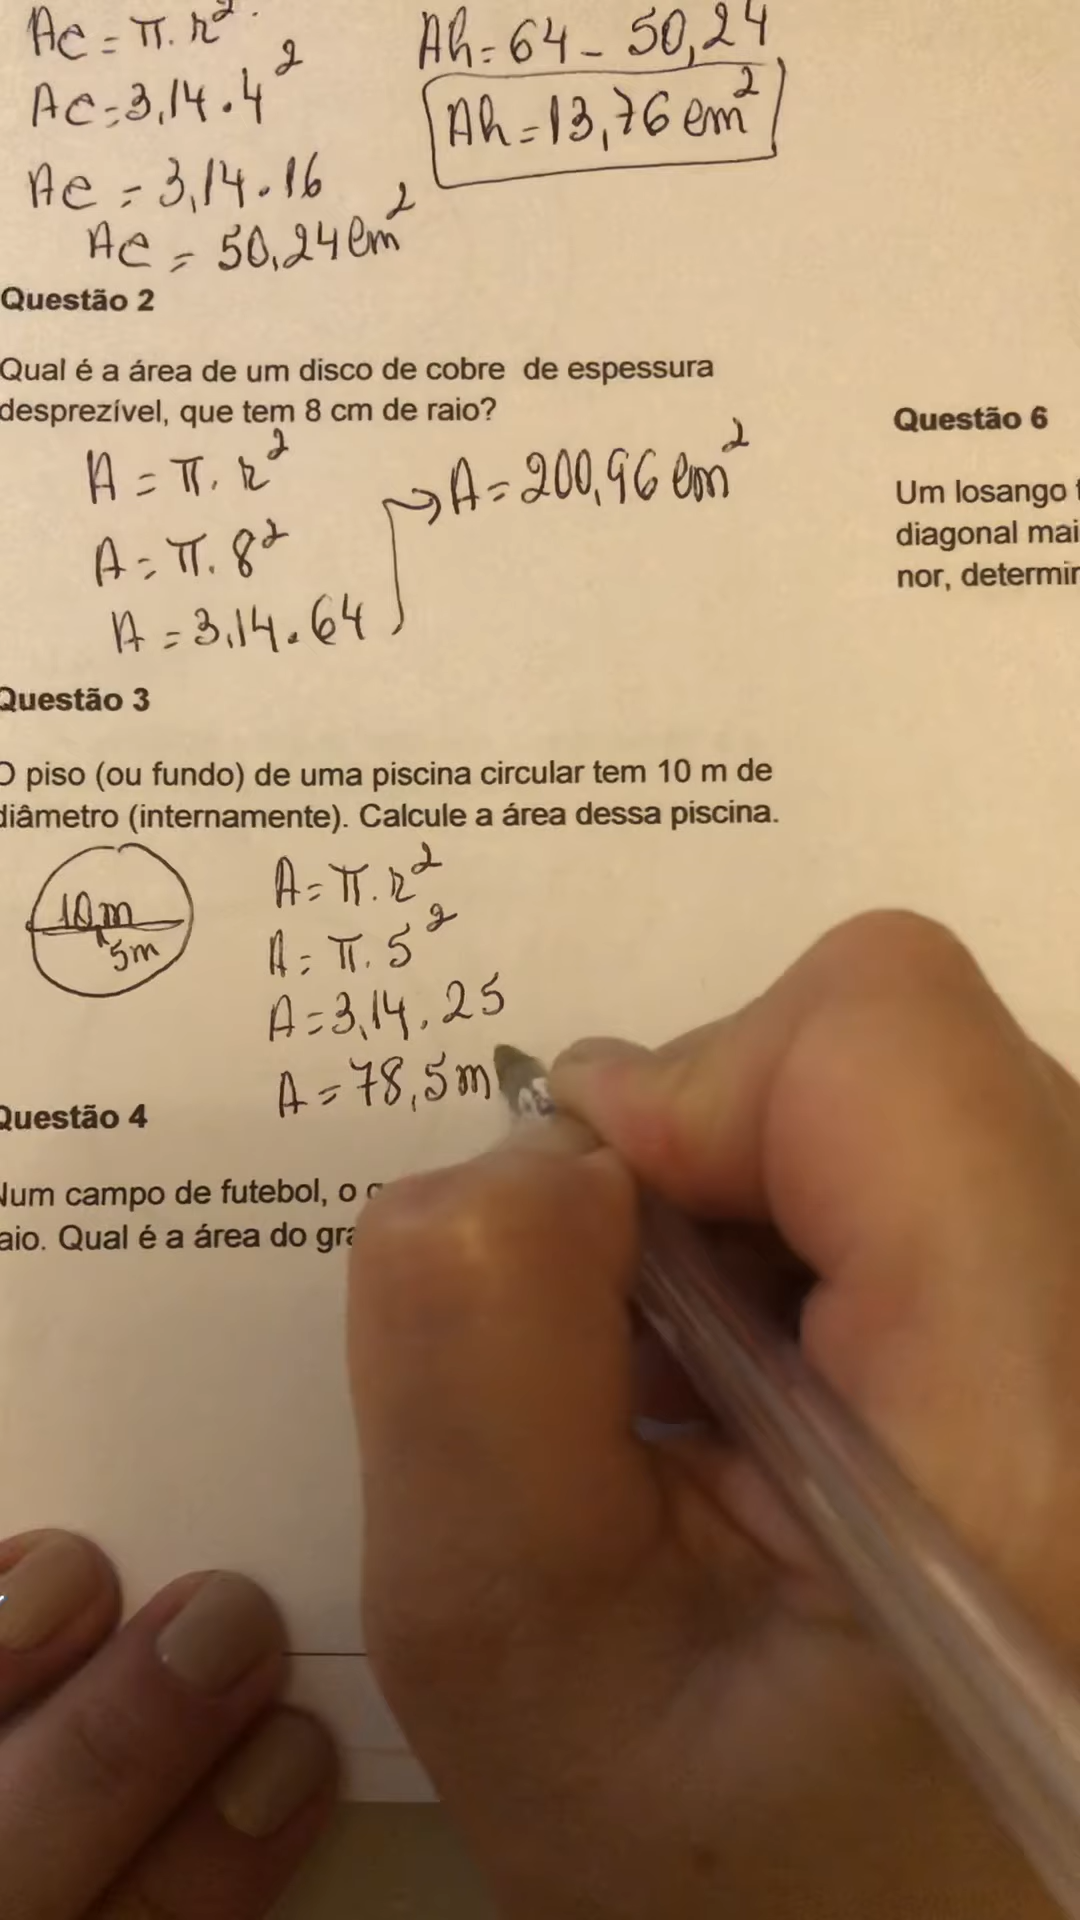 Ac = π. r².
Ac = 3,14 . 4²
Ac = 3,14 . 16
Ac = 50,24 cm²
Ah = 64 - 50,24
Ah = 13,76 cm²
Questão 2
Qual é a área de um disco de cobre de espessura
desprezível, que tem 8 cm de raio?
A = π. r²
A = π. 8²
A = 3,14 . 64
A = 200,96 cm²
Questão 3
O piso (ou fundo) de uma piscina circular tem 10 m de
diâmetro (internamente). Calcule a área dessa piscina.
10m
5m
A = π. r²
A = π. 5²
A = 3,14 . 25
A = 78,5 m
Questão 4
Num campo de futebol, o
aio. Qual é a área do gra
Questão 6
Um losango
diagonal mai
nor, determin